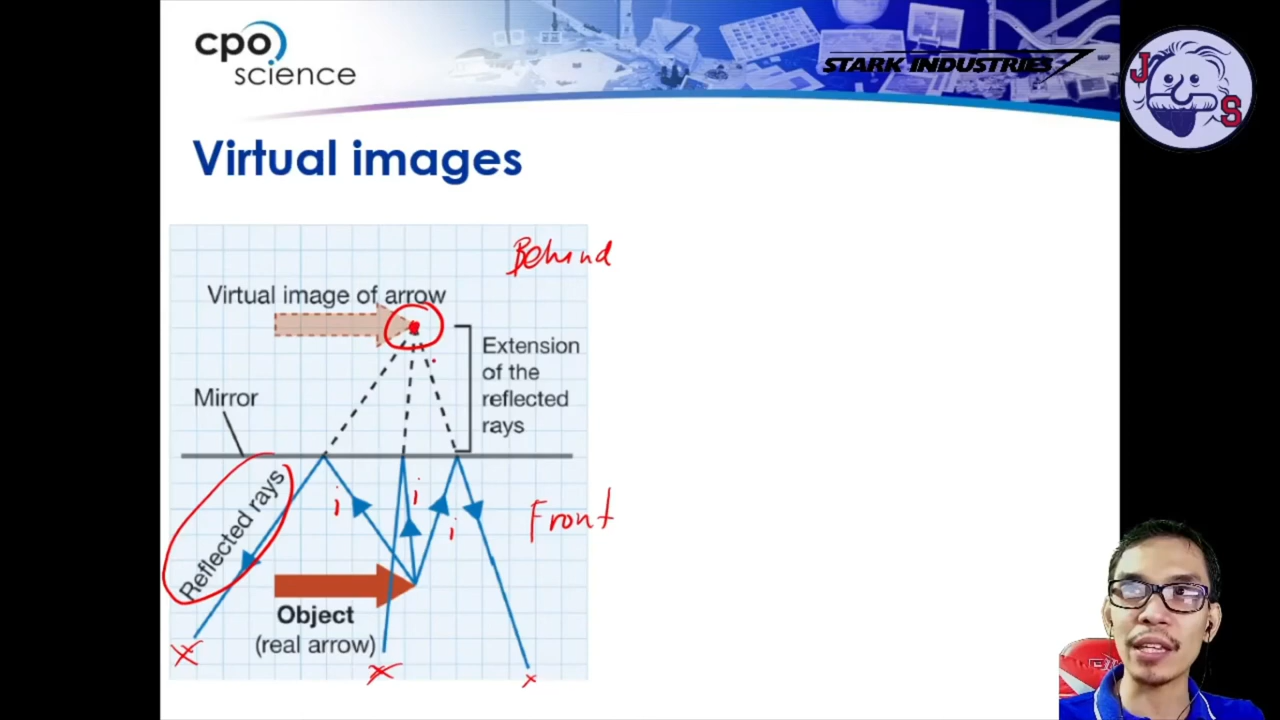 cpo
science
STARK INDUSTRIES
J
S
Virtual images
Behind
Virtual image of arrow
Extension
of the
reflected
rays
Mirror
Reflected rays
i
i
i
Front
Object
(real arrow)
x
x
x